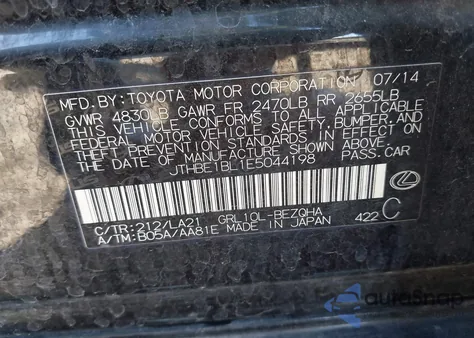 MFD.BY:TOYOTA MOTOR CORPORATION 07/14
GVWR 4830LB GAWR FR 2470LB RR 2655LB
THIS VEHICLE CONFORMS TO ALL APPLICABLE
FEDERAL MOTOR VEHICLE SAFETY, BUMPER, AND
THEFT PREVENTION STANDARDS IN EFFECT ON
THE DATE OF MANUFACTURE SHOWN ABOVE.
JTHBE1BL1E5044198 PASS.CAR
C/TR:212/LA21 GRL10L-BEZQHA
A/TM:B05A/AA81E MADE IN JAPAN 422 C
autoSnap